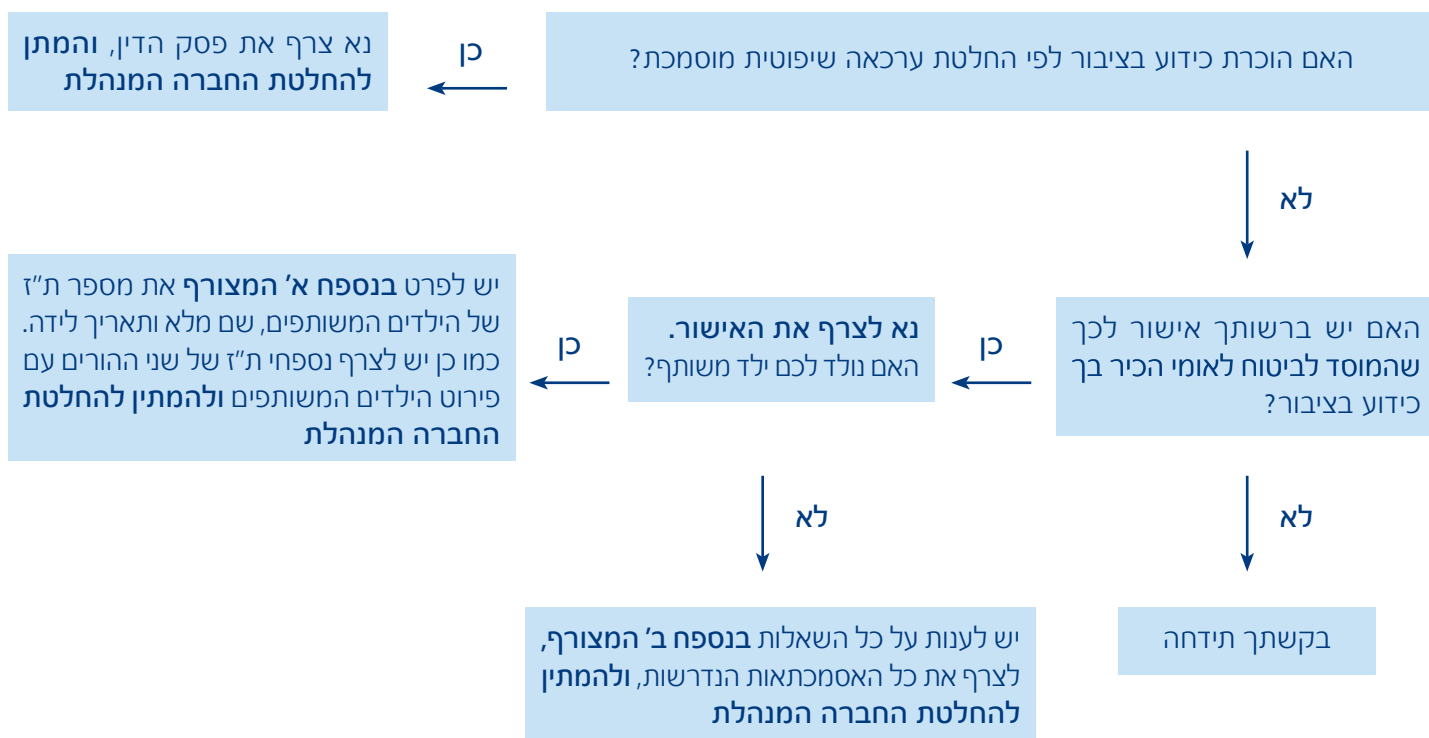 האם הוכרת כידוע בציבור לפי החלטת ערכאה שיפוטית מוסמכת?
כן
נא צרף את פסק הדין, והמתן
להחלטת החברה המנהלת
לא
האם יש ברשותך אישור לכך
שהמוסד לביטוח לאומי הכיר בך
כידוע בציבור?
כן
נא לצרף את האישור.
האם נולד לכם ילד משותף?
כן
יש לפרט בנספח א' המצורף את מספר ת"ז
של הילדים המשותפים, שם מלא ותאריך לידה.
כמו כן יש לצרף נספחי ת"ז של שני ההורים עם
פירוט הילדים המשותפים ולהמתין להחלטת
החברה המנהלת
לא
בקשתך תידחה
לא
יש לענות על כל השאלות בנספח ב' המצורף,
לצרף את כל האסמכתאות הנדרשות, ולהמתין
להחלטת החברה המנהלת